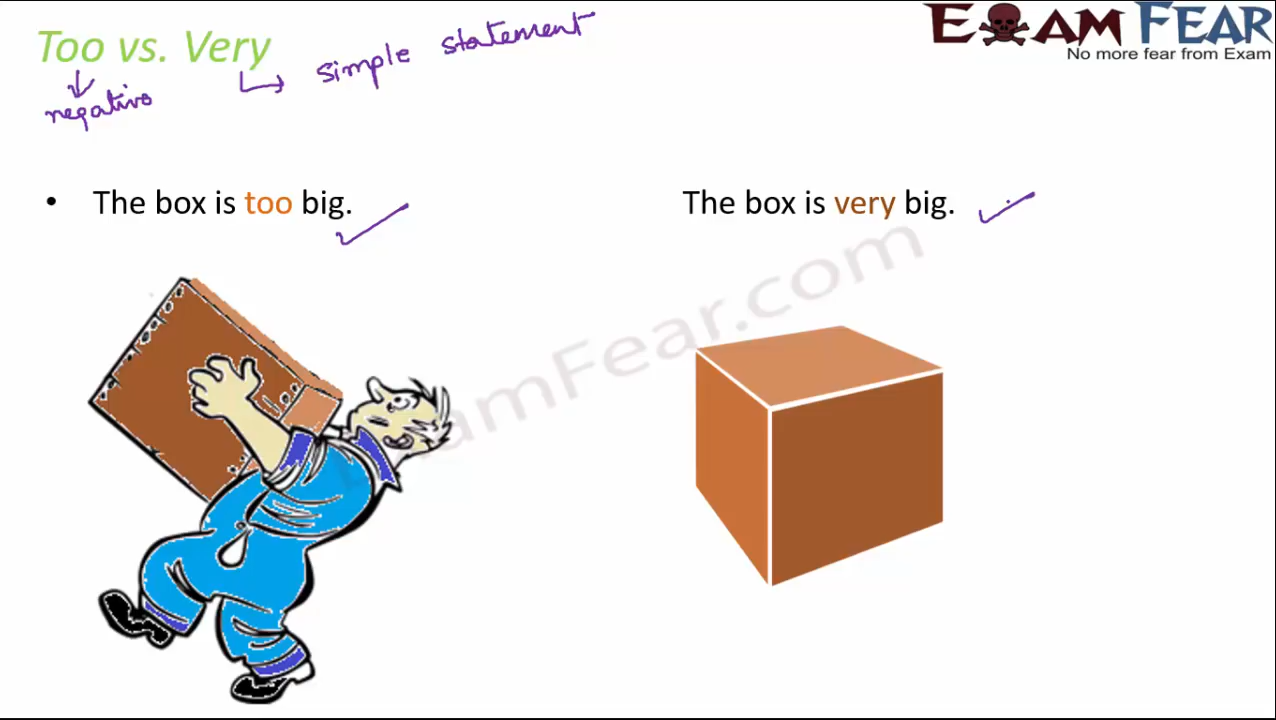 Too vs. Very
simple statement
negative
EXAM FEAR
No more fear from Exam
• The box is too big.
The box is very big.
ExamFear.com